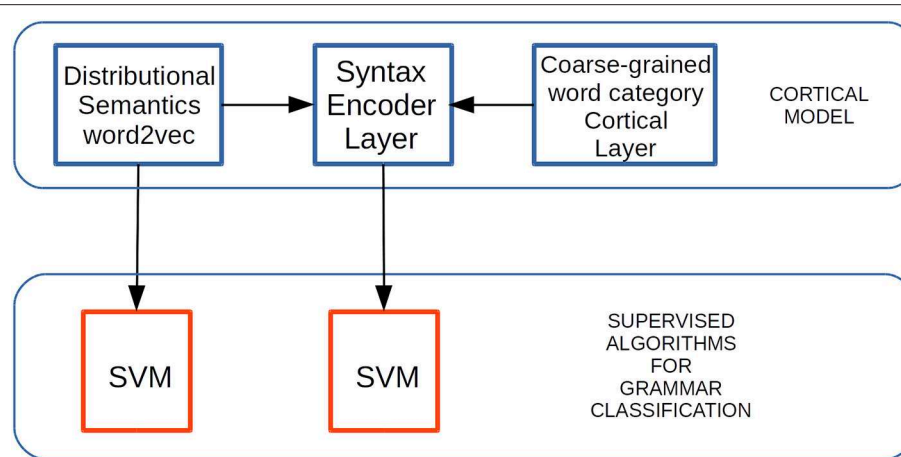 Distributional
Semantics
word2vec
Syntax
Encoder
Layer
Coarse-grained
word category
Cortical
Layer
CORTICAL
MODEL
SVM
SVM
SUPERVISED
ALGORITHMS
FOR
GRAMMAR
CLASSIFICATION